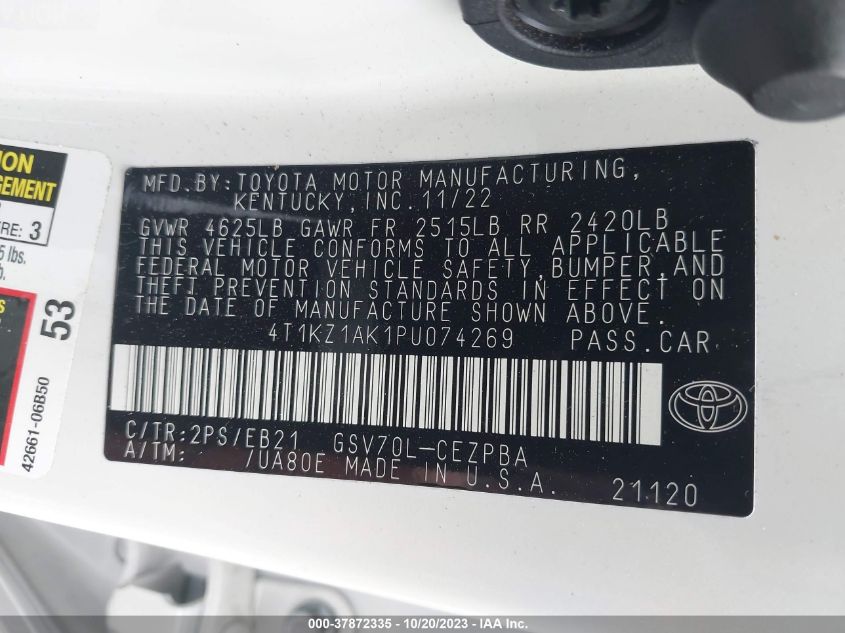 MFD.BY:TOYOTA MOTOR MANUFACTURING,
KENTUCKY, INC. 11/22
GVWR 4625LB GAWR FR 2515LB RR 2420LB
THIS VEHICLE CONFORMS TO ALL APPLICABLE
FEDERAL MOTOR VEHICLE SAFETY, BUMPER, AND
THEFT PREVENTION STANDARDS IN EFFECT ON
THE DATE OF MANUFACTURE SHOWN ABOVE.
4T1KZ1AK1PU074269 PASS.CAR
C/TR:2PS/EB21 GSV70L-CEZPBA
A/TM: /UA80E MADE IN U.S.A. 21120
3
lbs.
53
42661-06B50
000-37872335 | 10/20/2023 - IAA Inc.